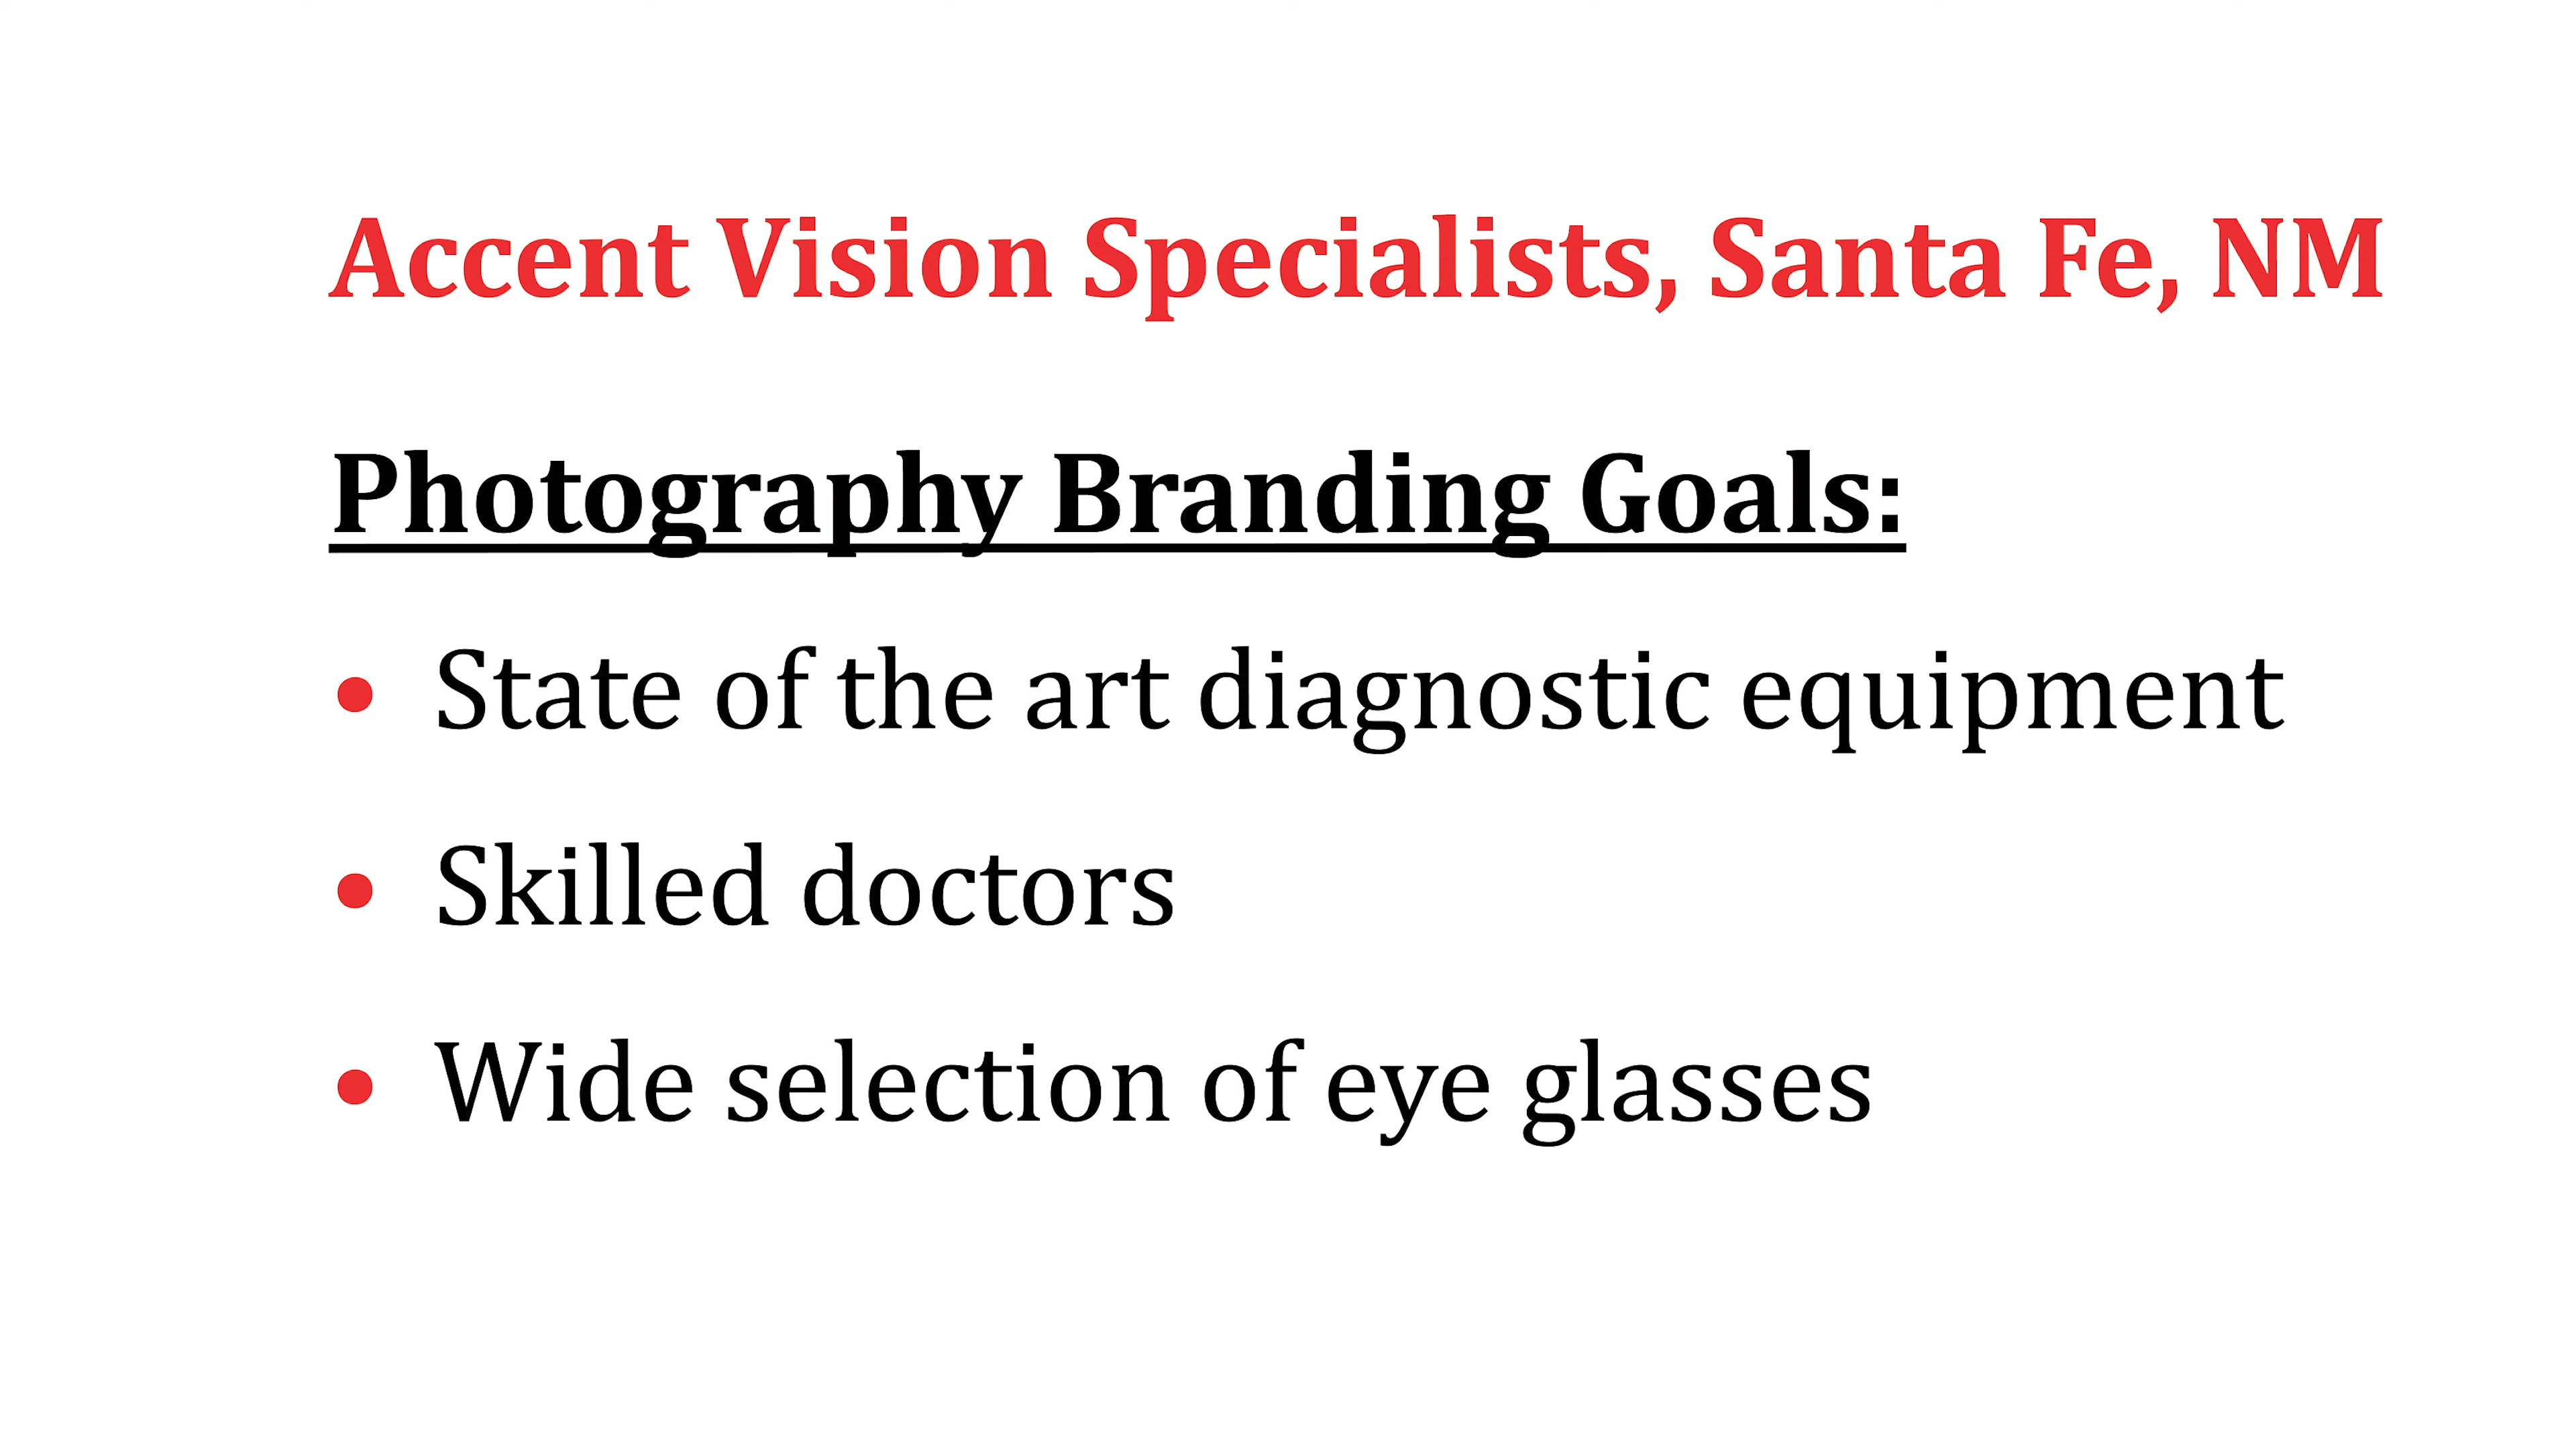 Accent Vision Specialists, Santa Fe, NM
Photography Branding Goals:
• State of the art diagnostic equipment
• Skilled doctors
• Wide selection of eye glasses